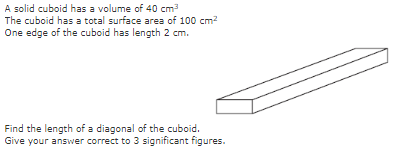 A solid cuboid has a volume of 40 cm³
The cuboid has a total surface area of 100 cm²
One edge of the cuboid has length 2 cm.
Find the length of a diagonal of the cuboid.
Give your answer correct to 3 significant figures.